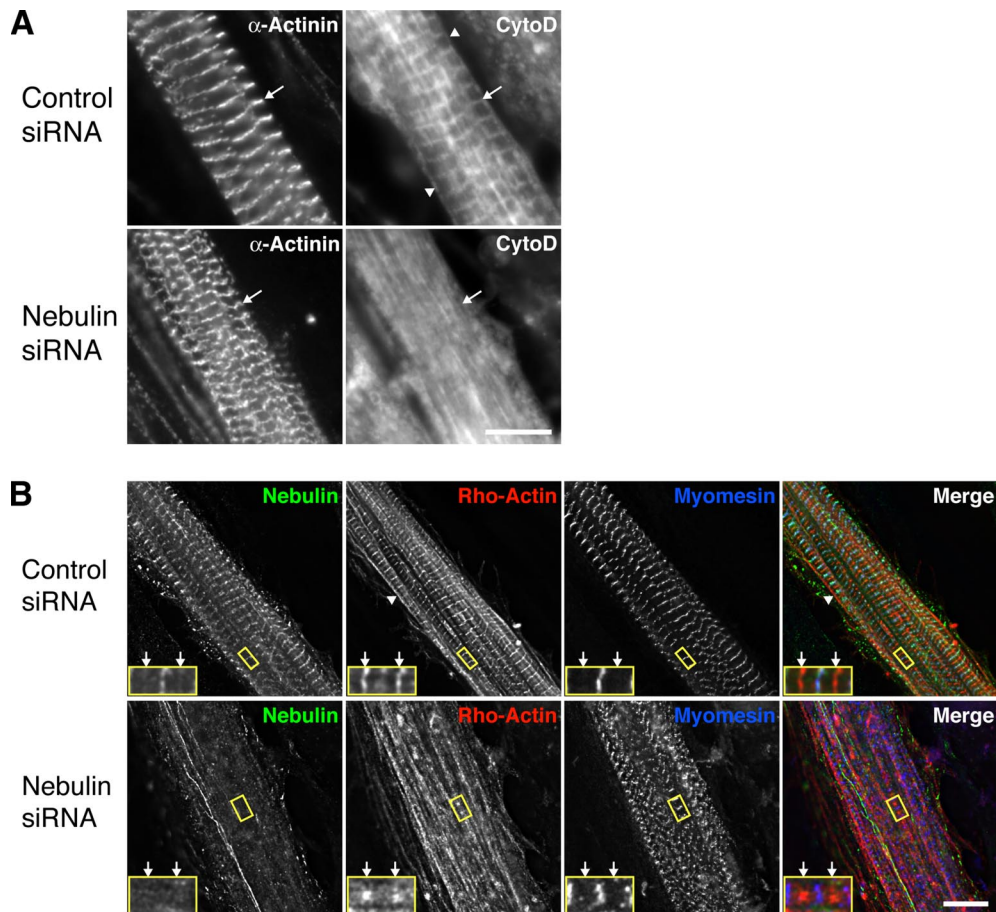 A
α-Actinin
CytoD
Control
siRNA
α-Actinin
CytoD
Nebulin
siRNA
B
Nebulin
Rho-Actin
Myomesin
Merge
Control
siRNA
Nebulin
Rho-Actin
Myomesin
Merge
Nebulin
siRNA